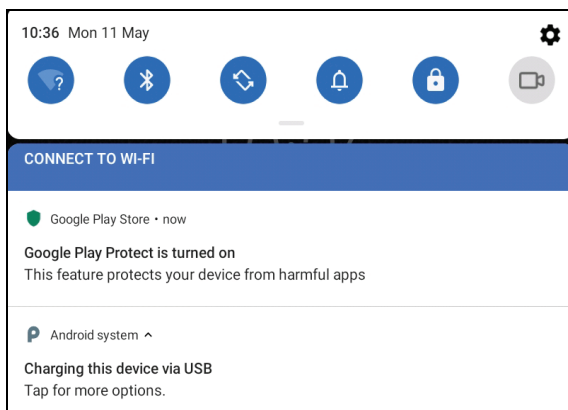 10:36 Mon 11 May
CONNECT TO WI-FI
Google Play Store • now
Google Play Protect is turned on
This feature protects your device from harmful apps
Android system
Charging this device via USB
Tap for more options.